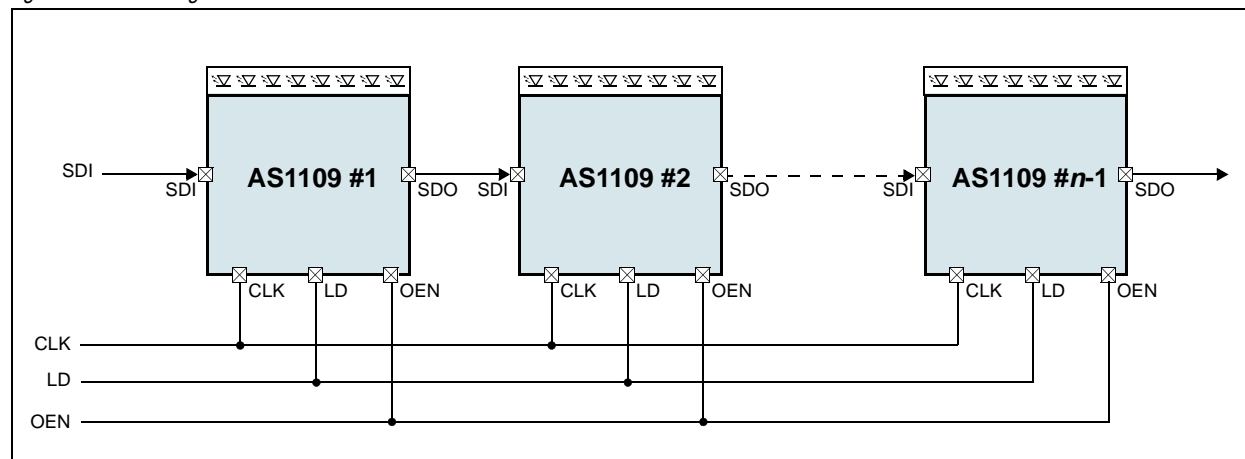 SDI
SDI
AS1109 #1
SDO
SDI
AS1109 #2
SDO
SDI
AS1109 #n-1
SDO
CLK
LD
OEN
CLK
LD
OEN
CLK
LD
OEN
CLK
LD
OEN